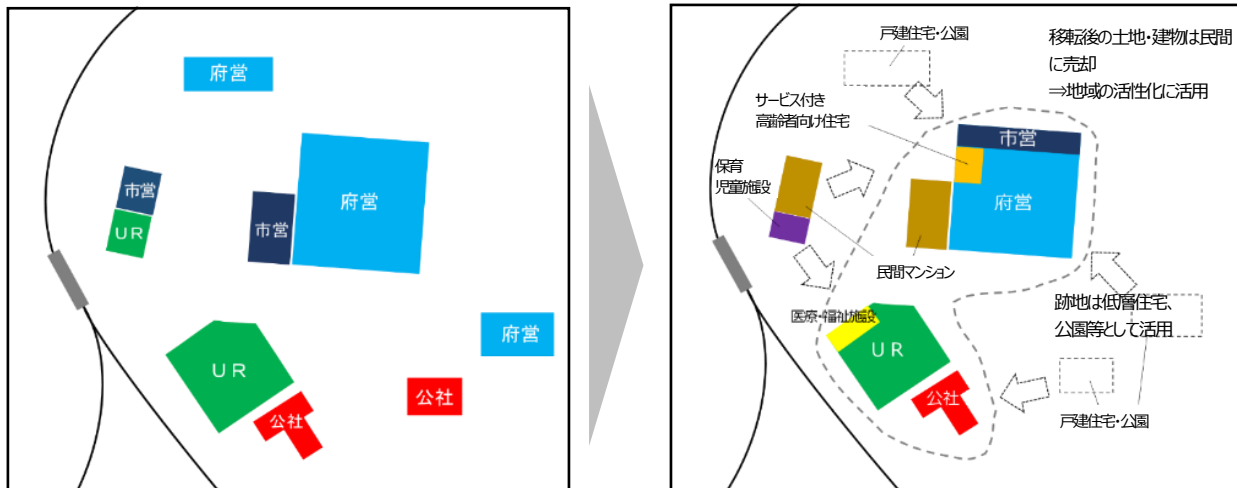 府営
市営
UR
市営
府営
府営
UR
公社
公社
戸建住宅・公園
移転後の土地・建物は民間
に売却
⇒地域の活性化に活用
サービス付き
高齢者向け住宅
市営
保育
児童施設
府営
民間マンション
跡地は低層住宅、
公園等として活用
医療・福祉施設
UR
公社
戸建住宅・公園